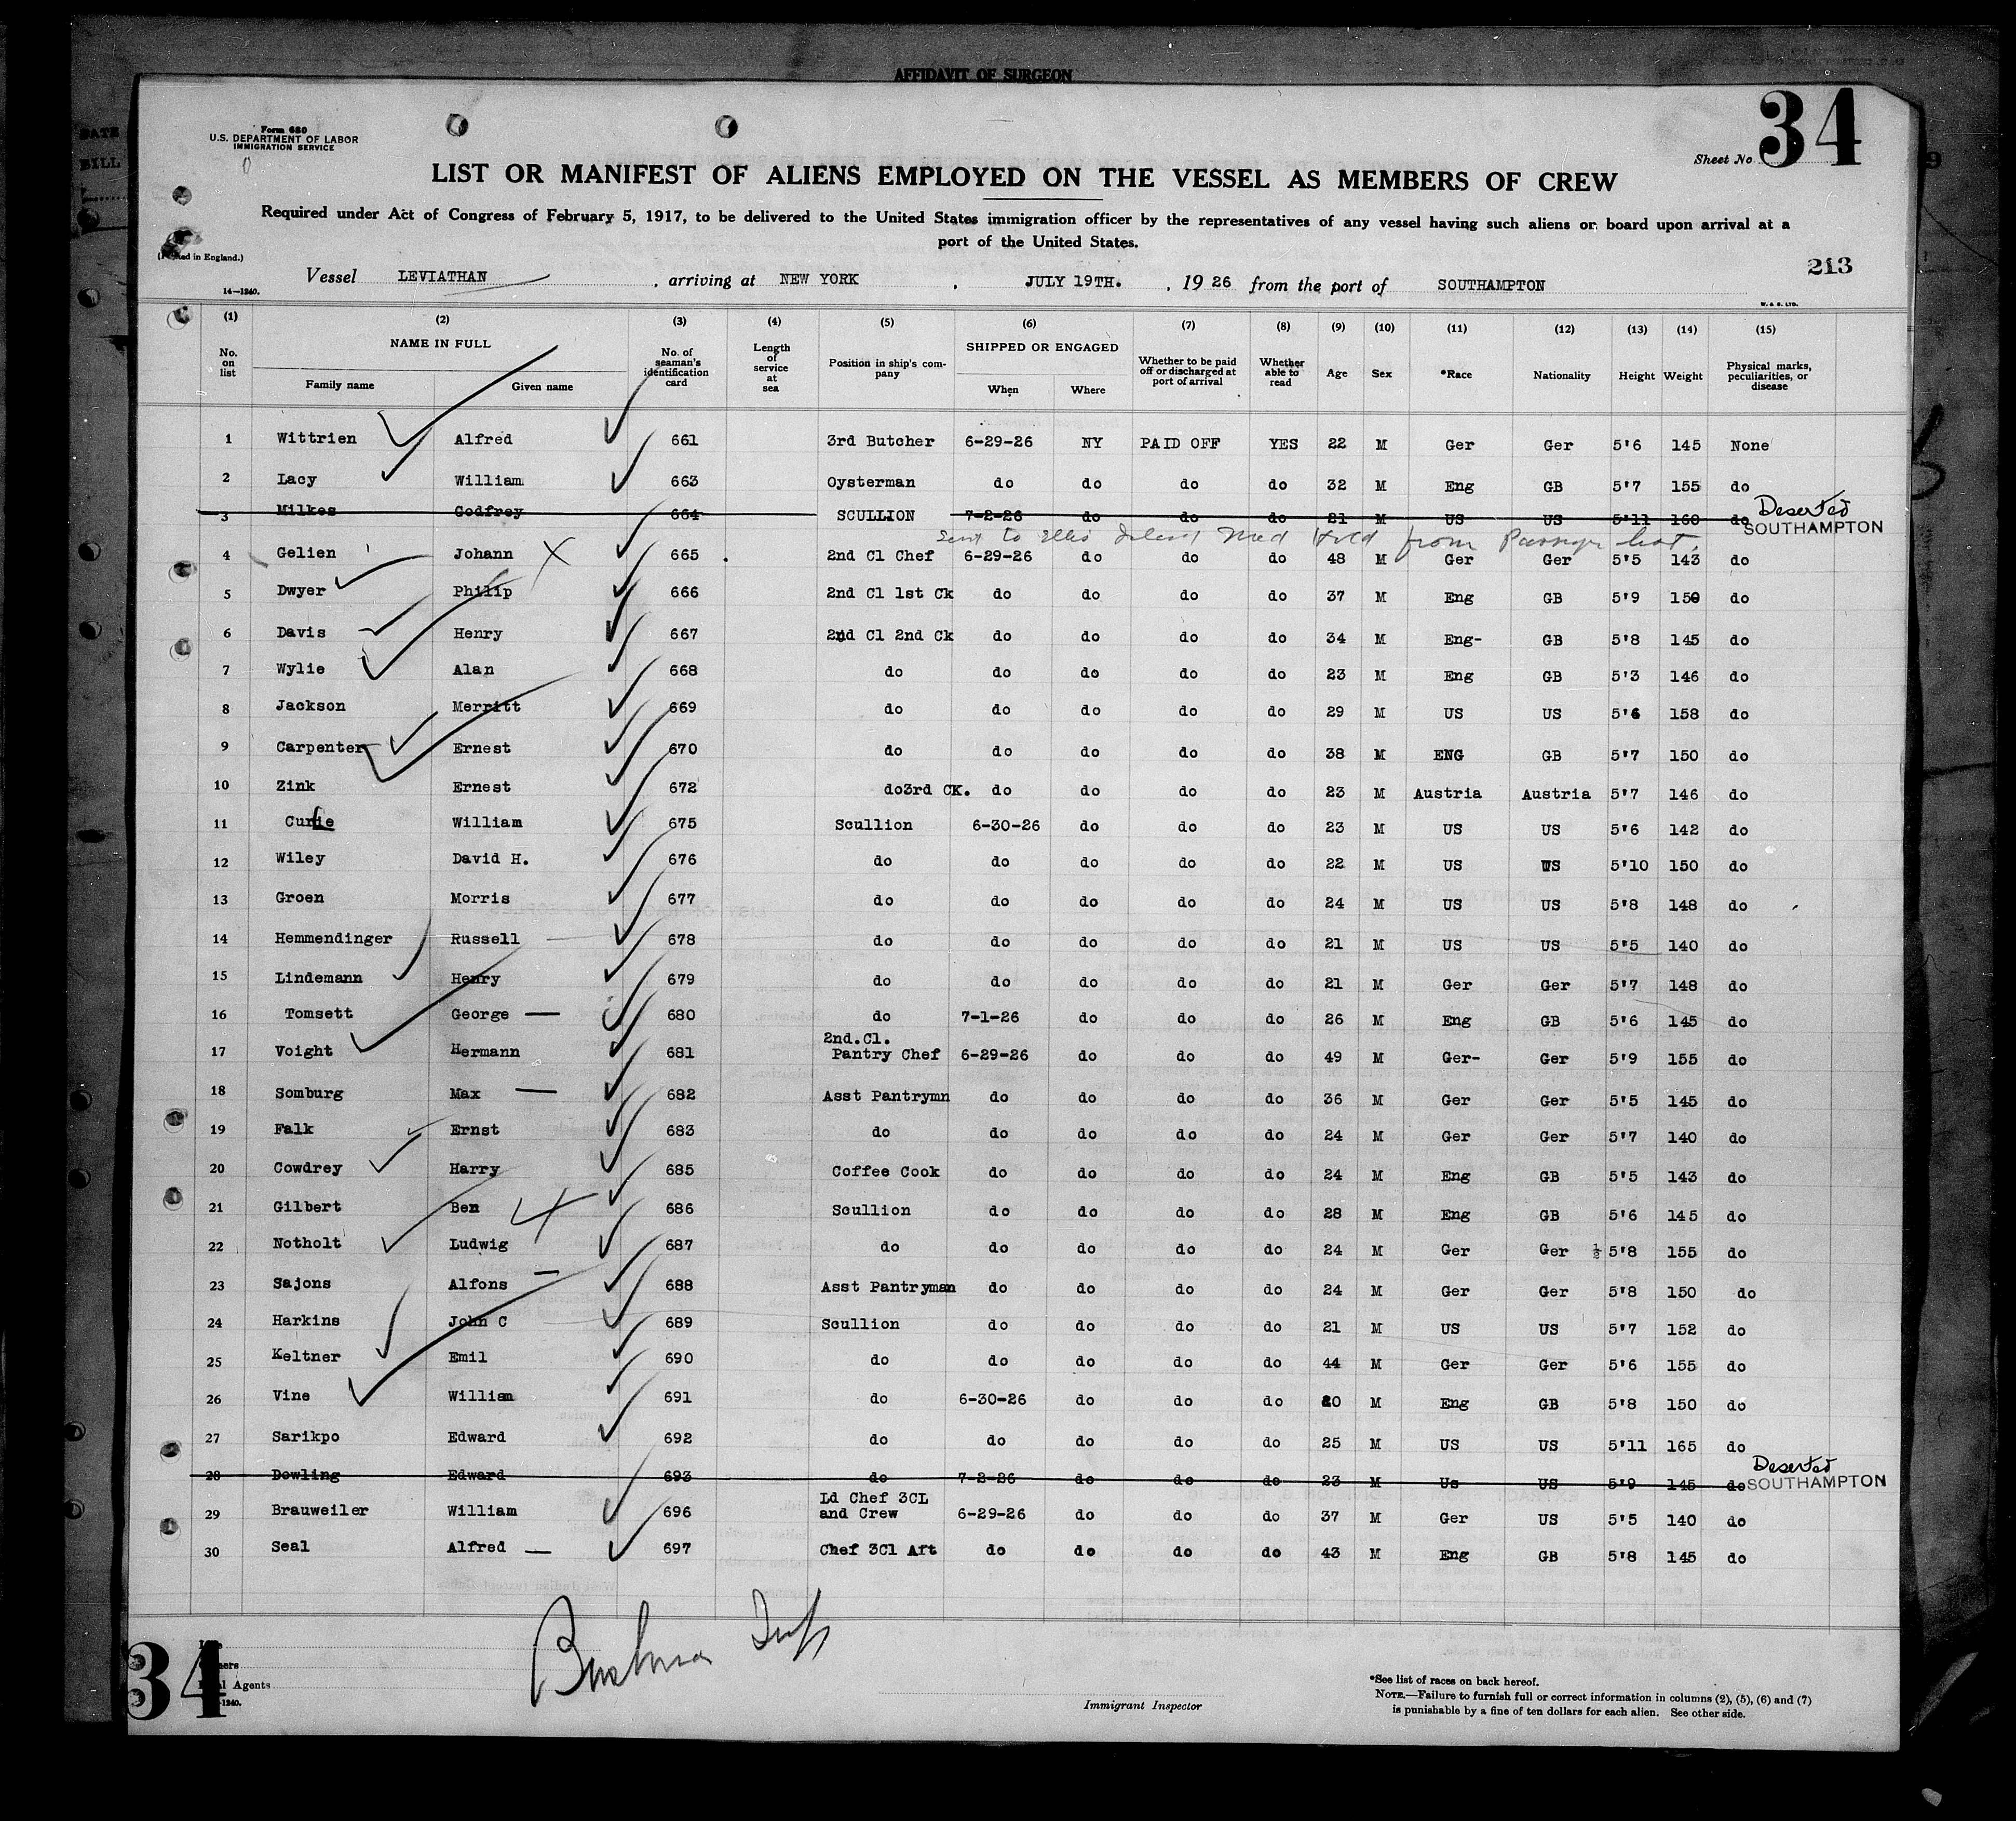 AFFIDAVIT OF SURGEON
34
Form 680
U.S. DEPARTMENT OF LABOR
IMMIGRATION SERVICE
Sheet No
LIST OR MANIFEST OF ALIENS EMPLOYED ON THE VESSEL AS MEMBERS OF CREW
Required under Act of Congress of February 5, 1917, to be delivered to the United States immigration officer by the representatives of any vessel having such aliens on board upon arrival at a
port of the United States.
(Printed in England.)
213
Vessel LEVIATHAN , arriving at NEW YORK , JULY 19TH. , 19 26 from the port of SOUTHAMPTON
14—1240.
W. & S. LTD.
(1) (2) (3) (4) (5) (6) (7) (8) (9) (10) (11) (12) (13) (14) (15)
No. on list NAME IN FULL Family name Given name No. of seaman's identification card Length of service at sea Position in ship's company SHIPPED OR ENGAGED When Where Whether to be paid off or discharged at port of arrival Whether able to read Age Sex *Race Nationality Height Weight Physical marks, peculiarities, or disease
1 Wittrien Alfred 661 3rd Butcher 6-29-26 NY PAID OFF YES 22 M Ger Ger 5'6 145 None
2 Lacy William 663 Oysterman do do do do 32 M Eng GB 5'7 155 do
3 Milkes Godfrey 664 SCULLION 7-2-26 do do do 21 M US US 5'11 160 do Deserted SOUTHAMPTON
Sent to Ellis Island Med Held from Passenger list.
4 Gelien Johann 665 2nd Cl Chef 6-29-26 do do do 48 M Ger Ger 5'5 143 do
5 Dwyer Philip 666 2nd Cl 1st Ck do do do do 37 M Eng GB 5'9 150 do
6 Davis Henry 667 2nd Cl 2nd Ck do do do do 34 M Eng- GB 5'8 145 do
7 Wylie Alan 668 do do do do do 23 M Eng GB 5'3 146 do
8 Jackson Merritt 669 do do do do do 29 M US US 5'6 158 do
9 Carpenter Ernest 670 do do do do do 38 M ENG GB 5'7 150 do
10 Zink Ernest 672 do3rd CK. do do do do 23 M Austria Austria 5'7 146 do
11 William 675 Scullion 6-30-26 do do do 23 M US US 5'6 142 do
12 Wiley David H. 676 do do do do do 22 M US US 5'10 150 do
13 Groen Morris 677 do do do do do 24 M US US 5'8 148 do
14 Hemmendinger Russell 678 do do do do do 21 M US US 5'5 140 do
15 Lindemann Henry 679 do do do do do 21 M Ger Ger 5'7 148 do
16 Tomsett George 680 do 7-1-26 do do do 26 M Eng GB 5'6 145 do
17 Voight Hermann 681 2nd.Cl. Pantry Chef 6-29-26 do do do 49 M Ger- Ger 5'9 155 do
18 Somburg Max 682 Asst Pantrymn do do do do 36 M Ger Ger 5'5 145 do
19 Falk Ernst 683 do do do do do 24 M Ger Ger 5'7 140 do
20 Cowdrey Harry 685 Coffee Cook do do do do 24 M Eng GB 5'5 143 do
21 Gilbert Ben 686 Scullion do do do do 28 M Eng GB 5'6 145 do
22 Notholt Ludwig 687 do do do do do 24 M Ger Ger ½ 5'8 155 do
23 Sajons Alfons 688 Asst Pantryman do do do do 24 M Ger Ger 5'8 150 do
24 Harkins John C 689 Scullion do do do do 21 M US US 5'7 152 do
25 Keltner Emil 690 do do do do do 44 M Ger Ger 5'6 155 do
26 Vine William 691 do 6-30-26 do do do 20 M Eng GB 5'8 150 do
27 Sarikpo Edward 692 do do do do do 25 M US US 5'11 165 do
28 Dowling Edward 693 do 7-2-26 do do do 23 M Us US 5'9 145 do Deserted SOUTHAMPTON
29 Brauweiler William 696 Ld Chef 3CL and Crew 6-29-26 do do do 37 M Ger US 5'5 140 do
30 Seal Alfred 697 Chef 3Cl Aft do do do do 43 M Eng GB 5'8 145 do
34
Agents
Immigrant Inspector
*See list of races on back hereof.
NOTE.—Failure to furnish full or correct information in columns (2), (5), (6) and (7)
is punishable by a fine of ten dollars for each alien. See other side.